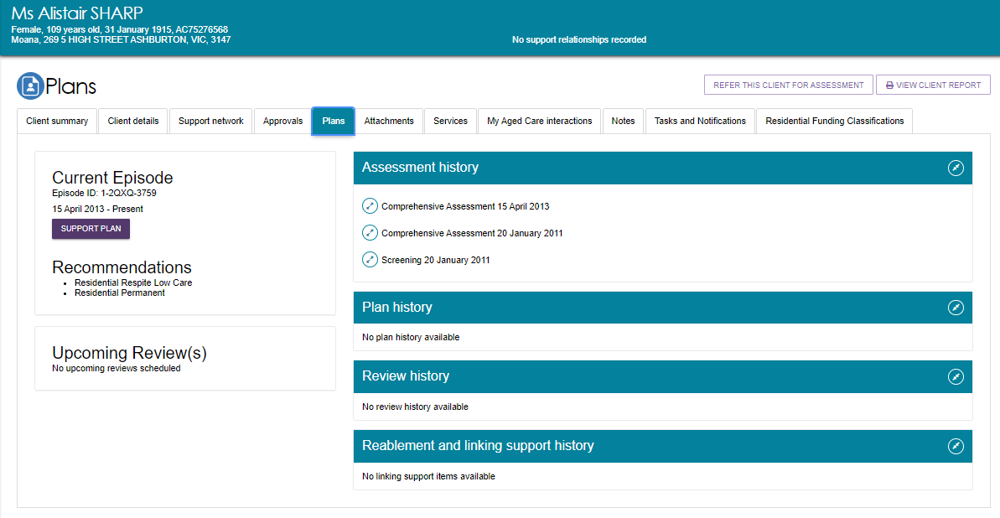 Ms Alistair SHARP
Female, 109 years old, 31 January 1915, AC75276568
Moana, 269 5 HIGH STREET ASHBURTON, VIC, 3147
No support relationships recorded
Plans
REFER THIS CLIENT FOR ASSESSMENT
VIEW CLIENT REPORT
Client summary
Client details
Support network
Approvals
Plans
Attachments
Services
My Aged Care interactions
Notes
Tasks and Notifications
Residential Funding Classifications
Current Episode
Episode ID: 1-2QXQ-3759
15 April 2013 - Present
SUPPORT PLAN
Recommendations
Residential Respite Low Care
Residential Permanent
Upcoming Review(s)
No upcoming reviews scheduled
Assessment history
Comprehensive Assessment 15 April 2013
Comprehensive Assessment 20 January 2011
Screening 20 January 2011
Plan history
No plan history available
Review history
No review history available
Reablement and linking support history
No linking support items available